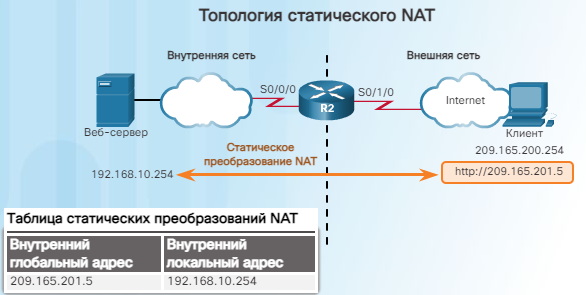 Топология статического NAT
Внутренняя сеть
Внешняя сеть
S0/0/0
S0/1/0
R2
Internet
Веб-сервер
Клиент
209.165.200.254
Статическое
преобразование NAT
192.168.10.254
http://209.165.201.5
Таблица статических преобразований NAT
Внутренний
глобальный адрес
Внутренний
локальный адрес
209.165.201.5
192.168.10.254